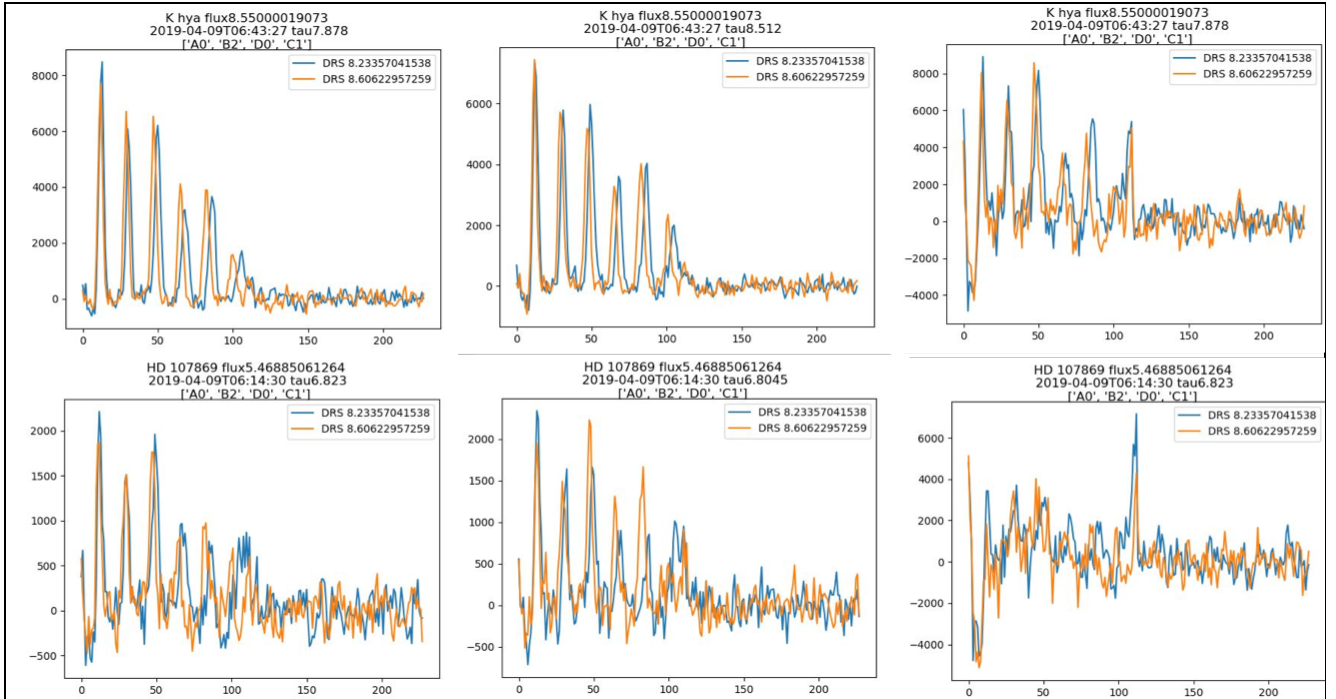 K hya flux8.55000019073
2019-04-09T06:43:27 tau7.878
['A0', 'B2', 'D0', 'C1']
DRS 8.23357041538
DRS 8.60622957259
8000
6000
4000
2000
0
0 50 100 150 200
K hya flux8.55000019073
2019-04-09T06:43:27 tau8.512
['A0', 'B2', 'D0', 'C1']
DRS 8.23357041538
DRS 8.60622957259
6000
4000
2000
0
0 50 100 150 200
K hya flux8.55000019073
2019-04-09T06:43:27 tau7.878
['A0', 'B2', 'D0', 'C1']
DRS 8.23357041538
DRS 8.60622957259
8000
6000
4000
2000
0
−2000
−4000
0 50 100 150 200
HD 107869 flux5.46885061264
2019-04-09T06:14:30 tau6.823
['A0', 'B2', 'D0', 'C1']
DRS 8.23357041538
DRS 8.60622957259
2000
1500
1000
500
0
−500
0 50 100 150 200
HD 107869 flux5.46885061264
2019-04-09T06:14:30 tau6.8045
['A0', 'B2', 'D0', 'C1']
DRS 8.23357041538
DRS 8.60622957259
2000
1500
1000
500
0
−500
0 50 100 150 200
HD 107869 flux5.46885061264
2019-04-09T06:14:30 tau6.823
['A0', 'B2', 'D0', 'C1']
DRS 8.23357041538
DRS 8.60622957259
6000
4000
2000
0
−2000
−4000
0 50 100 150 200